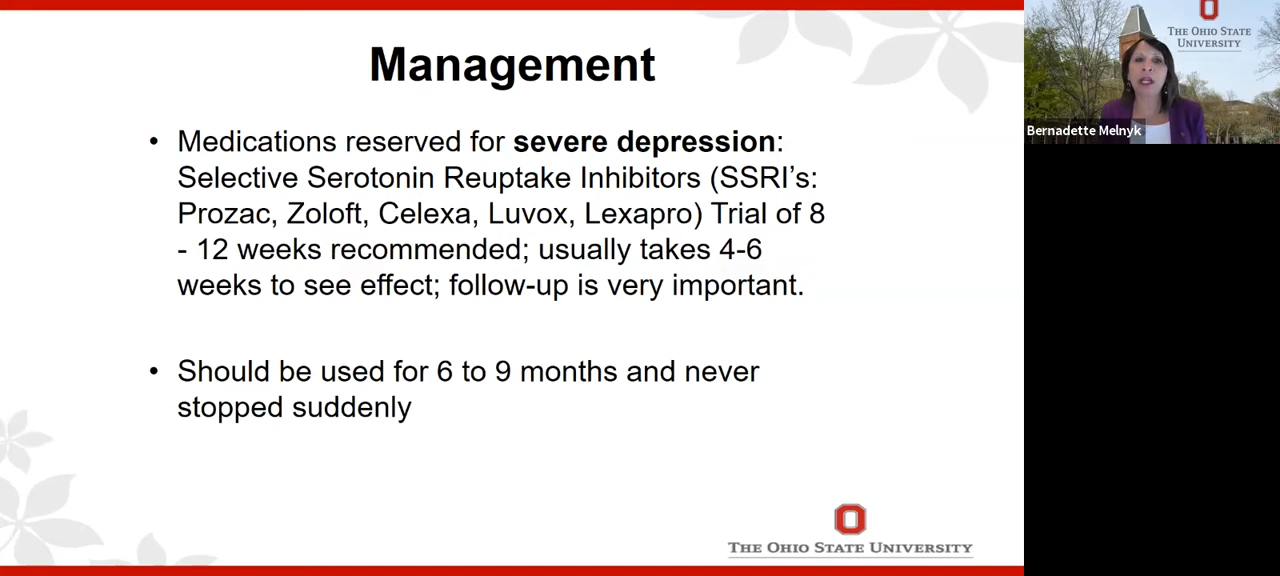 Management
• Medications reserved for severe depression:
Selective Serotonin Reuptake Inhibitors (SSRI’s:
Prozac, Zoloft, Celexa, Luvox, Lexapro) Trial of 8
- 12 weeks recommended; usually takes 4-6
weeks to see effect; follow-up is very important.
• Should be used for 6 to 9 months and never
stopped suddenly
THE OHIO STATE UNIVERSITY
THE OHIO STATE
UNIVERSITY
Bernadette Melnyk